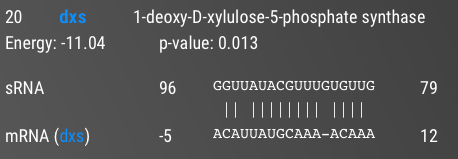 20 dxs 1-deoxy-D-xylulose-5-phosphate synthase
Energy: -11.04 p-value: 0.013
sRNA 96 GGUUAUACGUUUGUGUUG 79
|| |||||||| ||||
mRNA (dxs) -5 ACAUUAUGCAAA-ACAAA 12